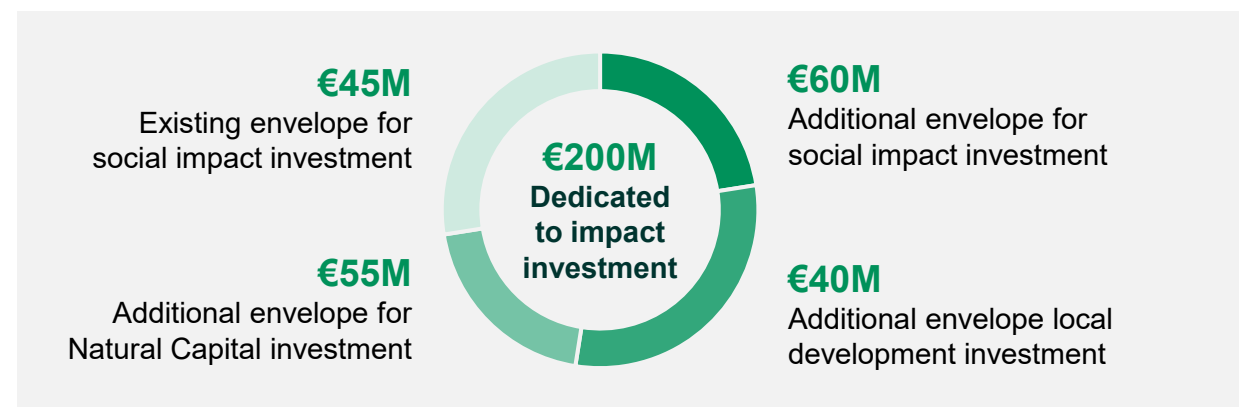 €45M
Existing envelope for
social impact investment
€60M
Additional envelope for
social impact investment
€200M
Dedicated
to impact
investment
€55M
Additional envelope for
Natural Capital investment
€40M
Additional envelope local
development investment